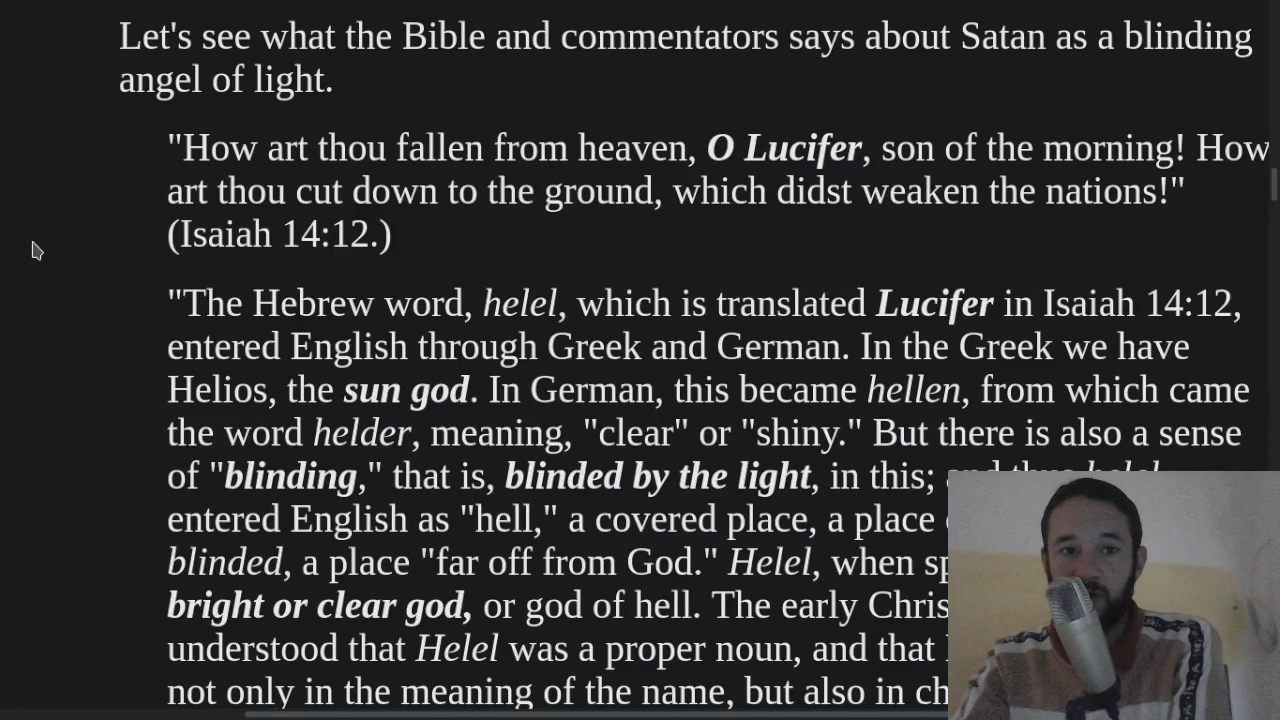 Let's see what the Bible and commentators says about Satan as a blinding
angel of light.
"How art thou fallen from heaven, O Lucifer, son of the morning! How
art thou cut down to the ground, which didst weaken the nations!"
(Isaiah 14:12.)
"The Hebrew word, helel, which is translated Lucifer in Isaiah 14:12,
entered English through Greek and German. In the Greek we have
Helios, the sun god. In German, this became hellen, from which came
the word helder, meaning, "clear" or "shiny." But there is also a sense
of "blinding," that is, blinded by the light, in this; and thus helel
entered English as "hell," a covered place, a place
blinded, a place "far off from God." Helel, when
bright or clear god, or god of hell. The early
understood that Helel was a proper noun, and that
not only in the meaning of the name, but also in